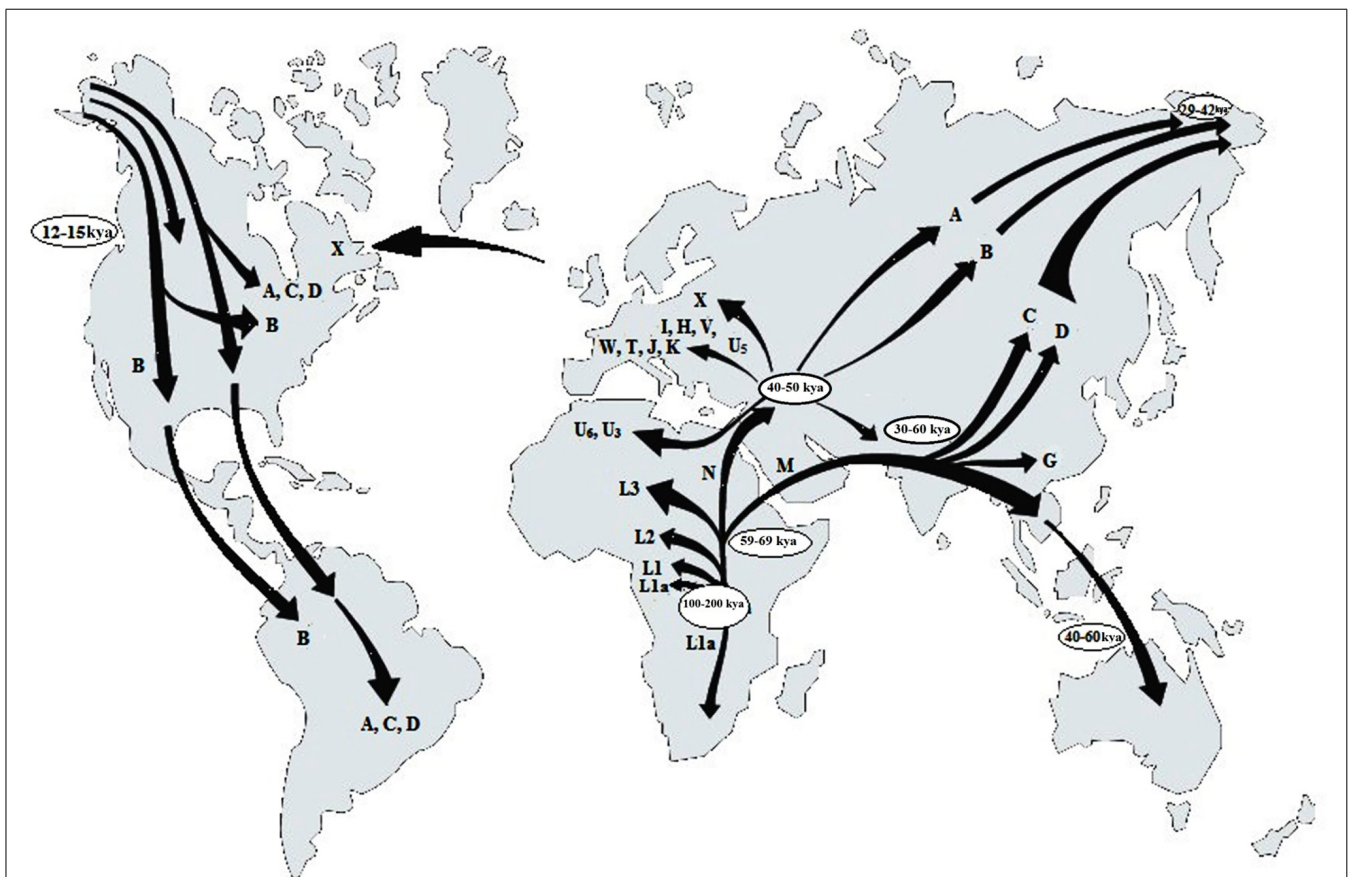 29-42kya
A
12-15kya
X
B
A, C, D
X
C
B
I, H, V,
D
W, T, J, K
U5
B
40-50 kya
U6, U3
30-60 kya
G
N
M
L3
L2
59-69 kya
L1
L1a
100-200 kya
B
L1a
40-60kya
A, C, D